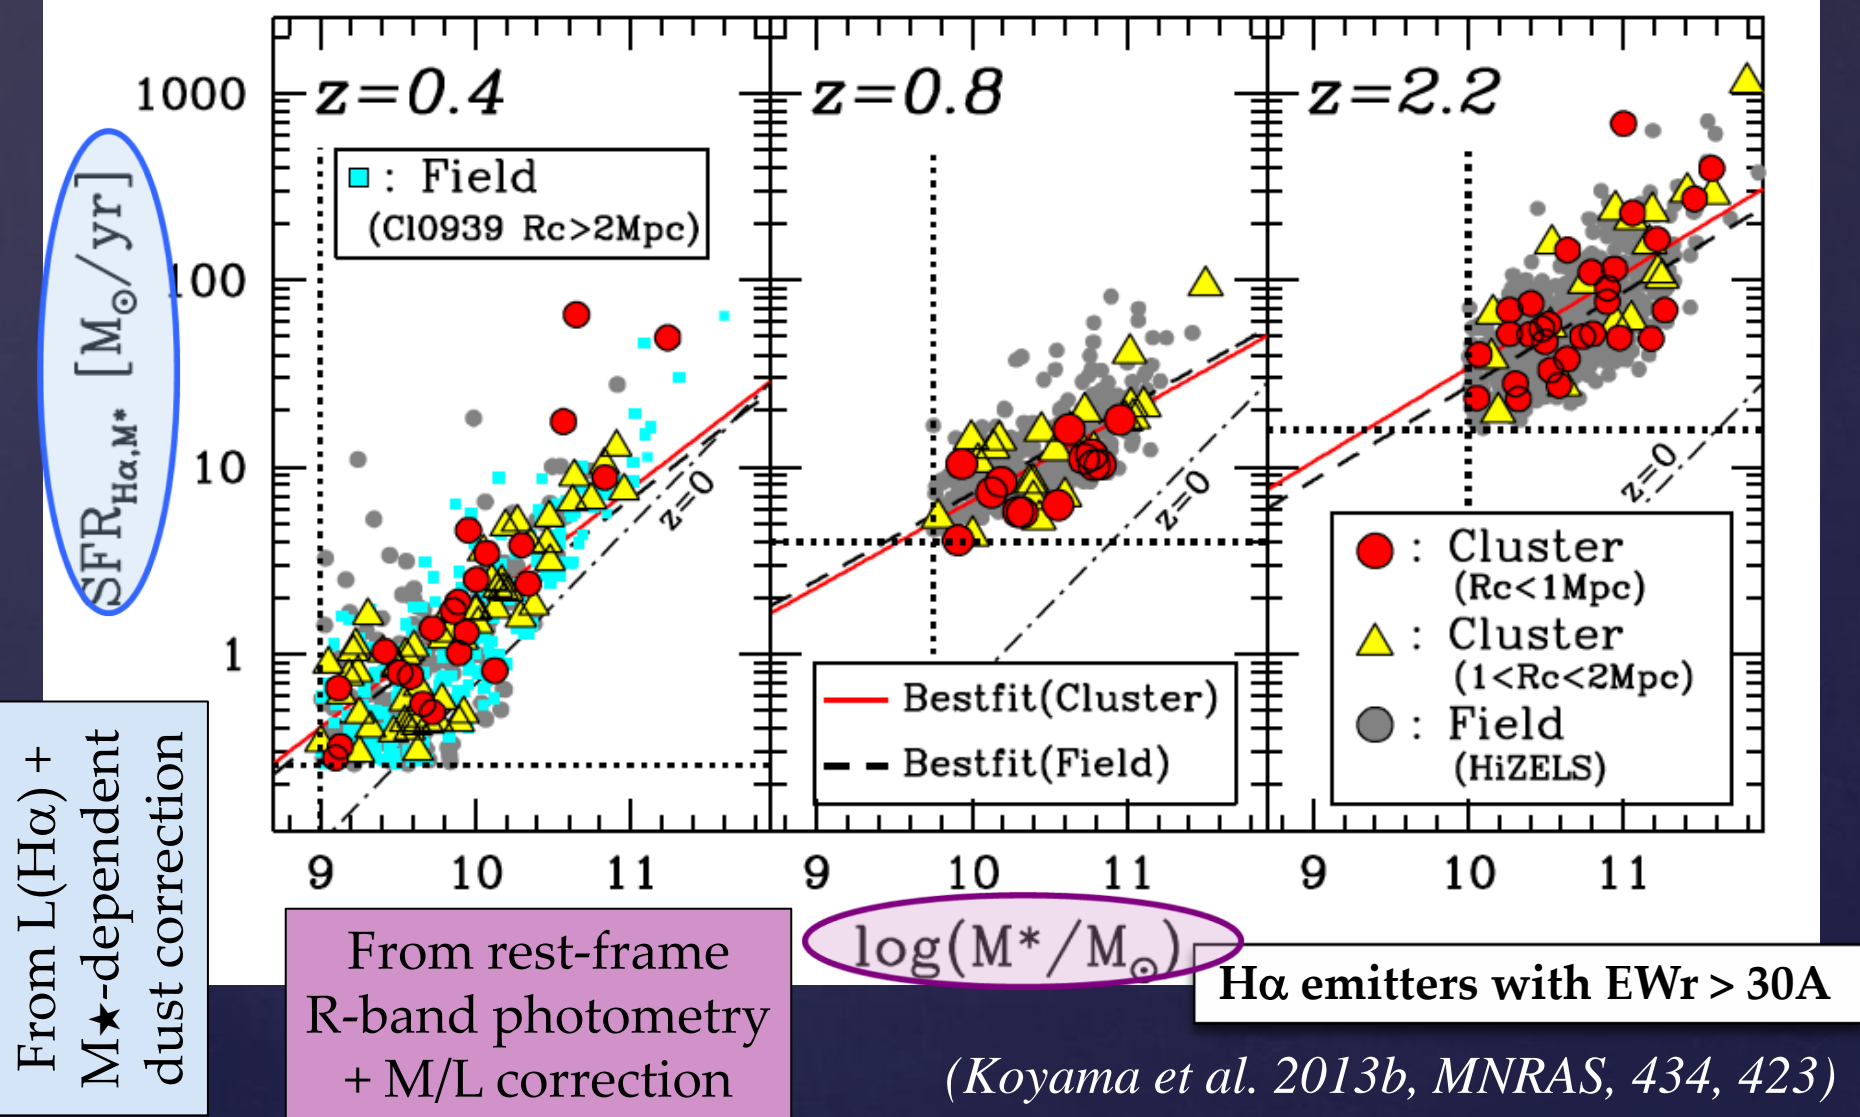 z=0.4
z=0.8
z=2.2
1000
100
10
1
SFR_Hα,M* [M⊙/yr]
: Field
(Cl0939 Rc>2Mpc)
z=0
z=0
z=0
Bestfit(Cluster)
Bestfit(Field)
: Cluster
(Rc<1Mpc)
: Cluster
(1<Rc<2Mpc)
: Field
(HiZELS)
9 10 11
9 10 11
9 10 11
log(M*/M⊙)
From L(Hα) +
M★-dependent
dust correction
From rest-frame
R-band photometry
+ M/L correction
Hα emitters with EWr > 30A
(Koyama et al. 2013b, MNRAS, 434, 423)